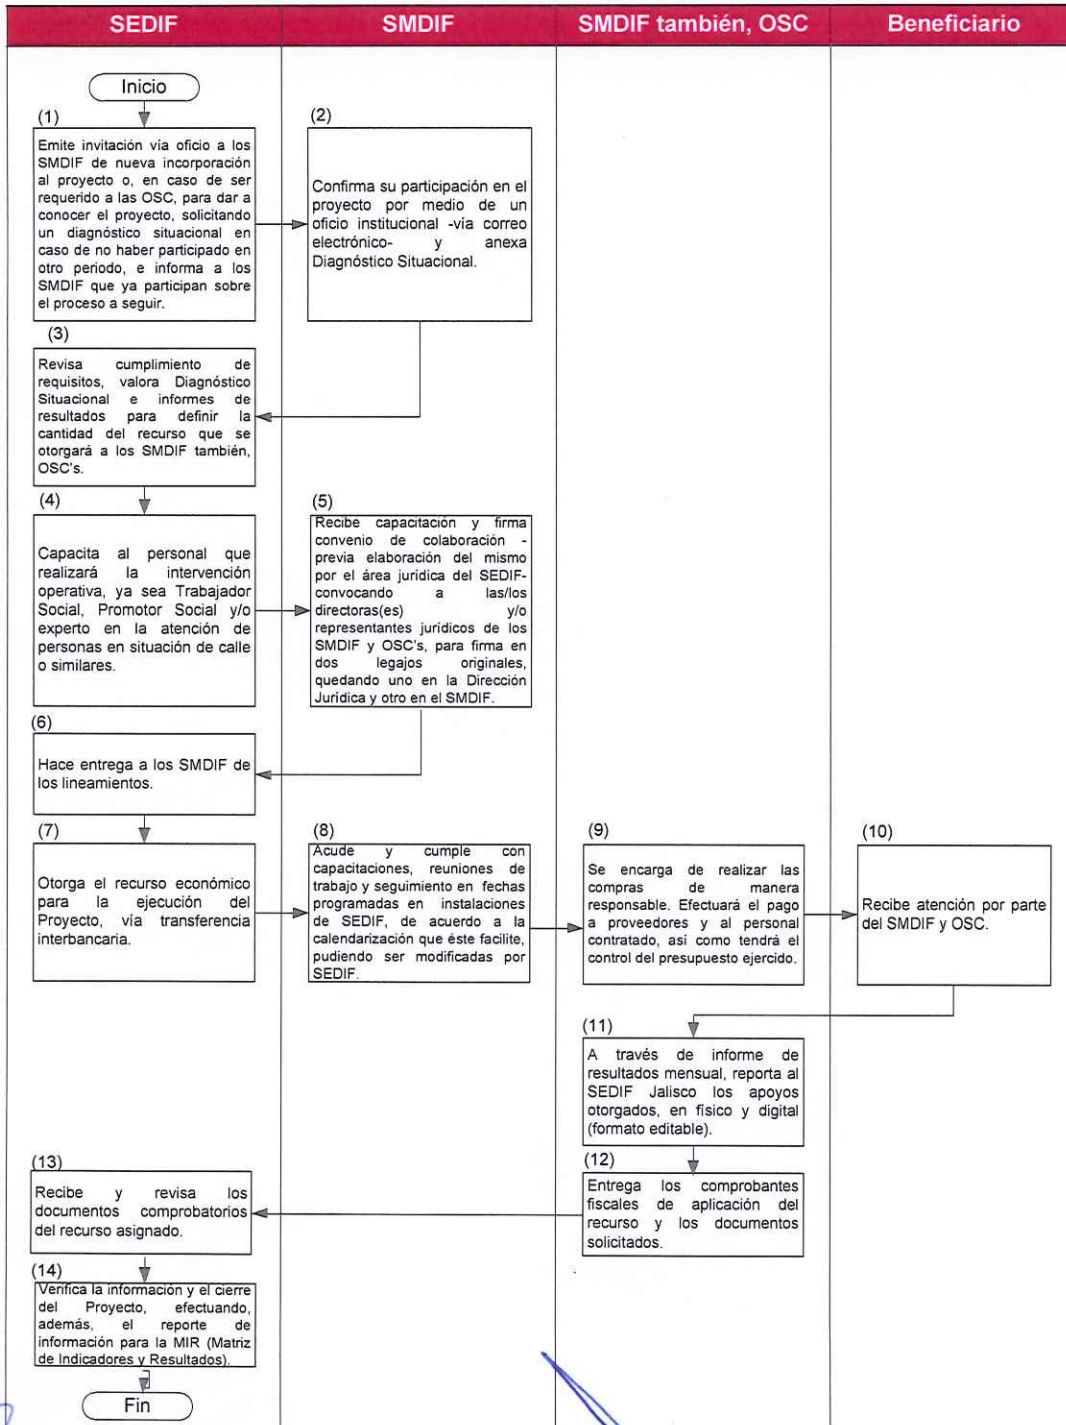 SEDIF
SMDIF
SMDIF también, OSC
Beneficiario
Inicio
(1)
Emite invitación vía oficio a los
SMDIF de nueva incorporación
al proyecto o, en caso de ser
requerido a las OSC, para dar a
conocer el proyecto, solicitando
un diagnóstico situacional en
caso de no haber participado en
otro periodo, e informa a los
SMDIF que ya participan sobre
el proceso a seguir.
(2)
Confirma su participación en el
proyecto por medio de un
oficio institucional -vía correo
electrónico- y anexa
Diagnóstico Situacional.
(3)
Revisa cumplimiento de
requisitos, valora Diagnóstico
Situacional e informes de
resultados para definir la
cantidad del recurso que se
otorgará a los SMDIF también,
OSC's.
(4)
Capacita al personal que
realizará la intervención
operativa, ya sea Trabajador
Social, Promotor Social y/o
experto en la atención de
personas en situación de calle
o similares.
(5)
Recibe capacitación y firma
convenio de colaboración -
previa elaboración del mismo
por el área jurídica del SEDIF-
convocando a las/los
directoras(es) y/o
representantes jurídicos de los
SMDIF y OSC's, para firma en
dos legajos originales,
quedando uno en la Dirección
Jurídica y otro en el SMDIF.
(6)
Hace entrega a los SMDIF de
los lineamientos.
(7)
Otorga el recurso económico
para la ejecución del
Proyecto, vía transferencia
interbancaria.
(8)
Acude y cumple con
capacitaciones, reuniones de
trabajo y seguimiento en fechas
programadas en instalaciones
de SEDIF, de acuerdo a la
calendarización que éste facilite,
pudiendo ser modificadas por
SEDIF.
(9)
Se encarga de realizar las
compras de manera
responsable. Efectuará el pago
a proveedores y al personal
contratado, así como tendrá el
control del presupuesto ejercido.
(10)
Recibe atención por parte
del SMDIF y OSC.
(11)
A través de informe de
resultados mensual, reporta al
SEDIF Jalisco los apoyos
otorgados, en físico y digital
(formato editable).
(12)
Entrega los comprobantes
fiscales de aplicación del
recurso y los documentos
solicitados.
(13)
Recibe y revisa los
documentos comprobatorios
del recurso asignado.
(14)
Verifica la información y el cierre
del Proyecto, efectuando,
además, el reporte de
información para la MIR (Matriz
de Indicadores y Resultados).
Fin